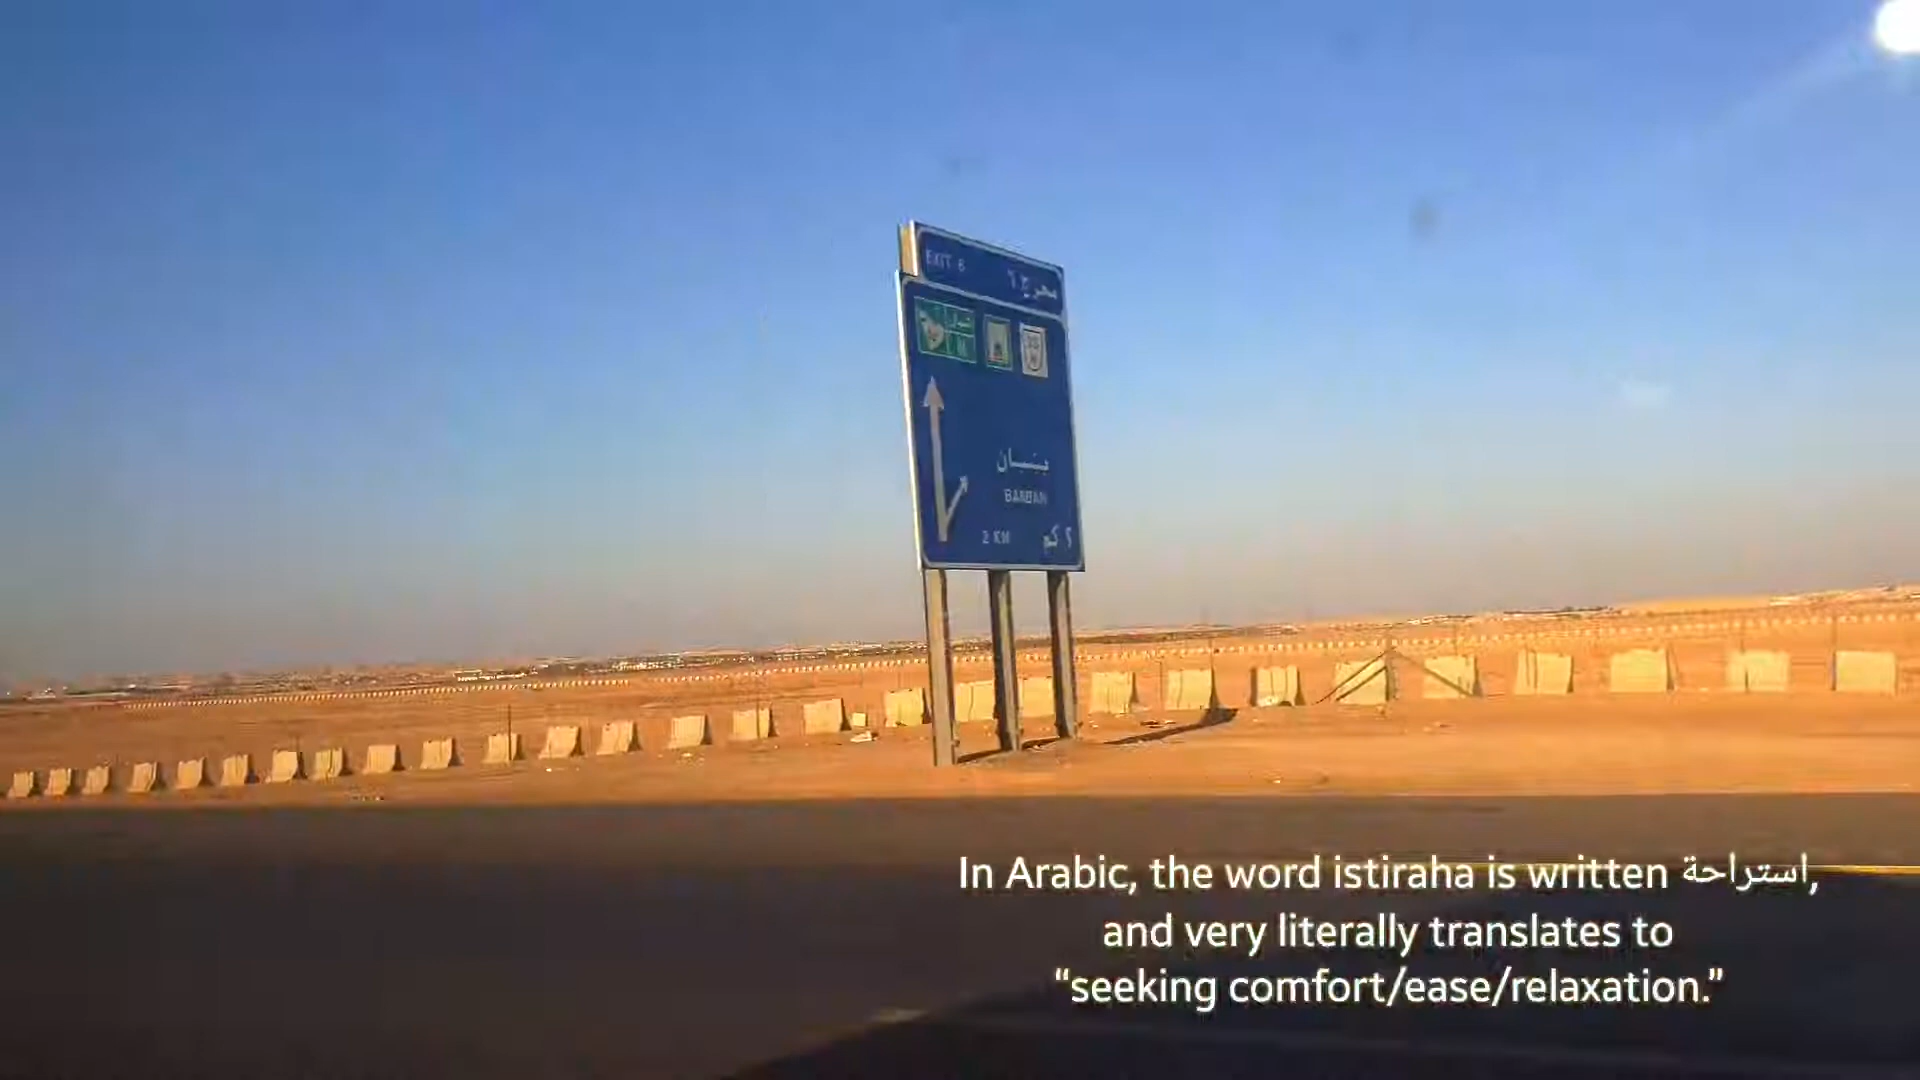 EXIT 6
مخرج ٦
بنبان
BANBAN
2 KM
٢ كم
In Arabic, the word istiraha is written استراحة,
and very literally translates to
“seeking comfort/ease/relaxation.”